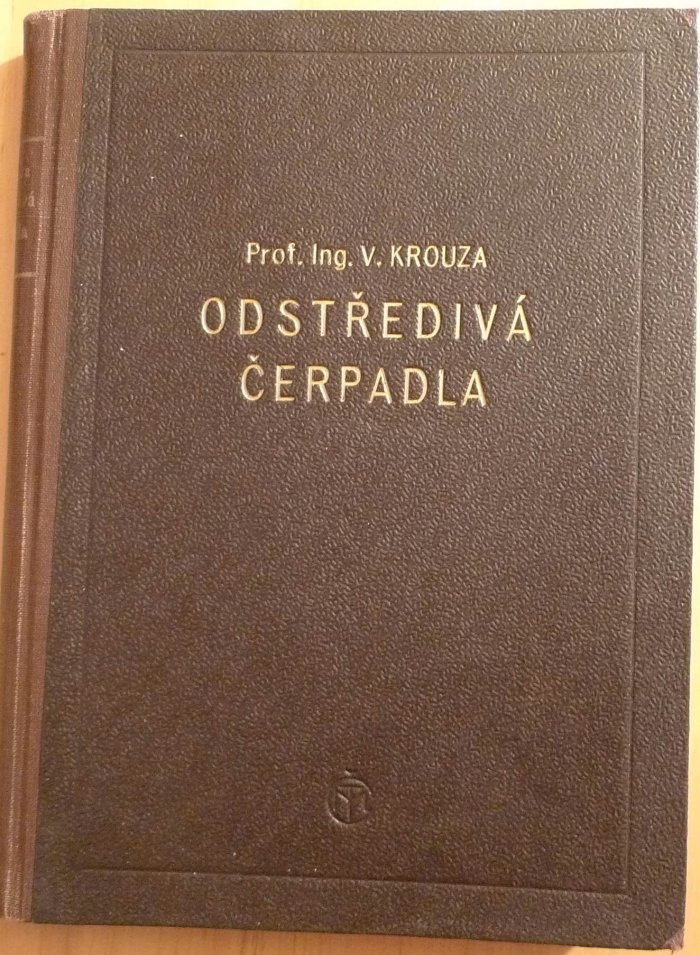 Prof. Ing. V. KROUZA
ODSTŘEDIVÁ
ČERPADLA